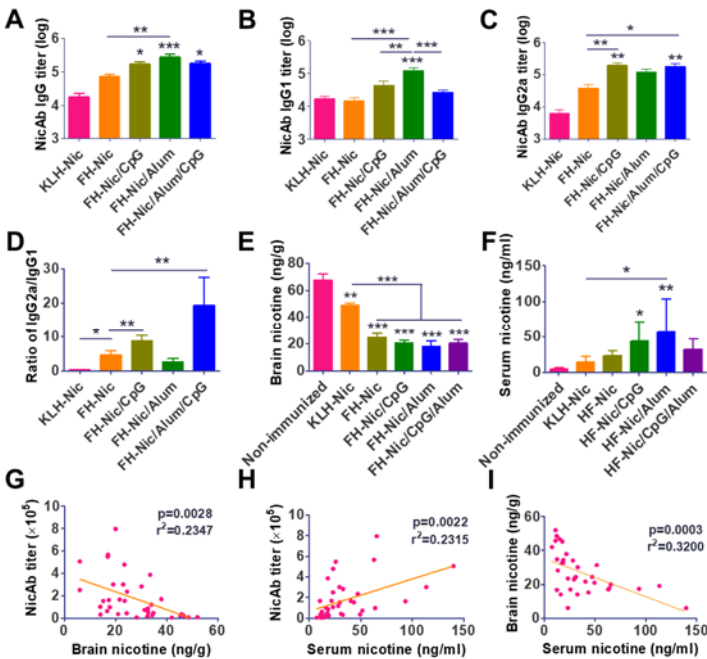 A
NicAb IgG titer (log)
6
5
4
3
**
*
***
*
KLH-Nic
FH-Nic
FH-Nic/CpG
FH-Nic/Alum
FH-Nic/Alum/CpG
B
NicAb IgG1 titer (log)
6
5
4
3
***
**
***
***
KLH-Nic
FH-Nic
FH-Nic/CpG
FH-Nic/Alum
FH-Nic/Alum/CpG
C
NicAb IgG2a titer (log)
6
5
4
3
*
**
**
**
KLH-Nic
FH-Nic
FH-Nic/CpG
FH-Nic/Alum
FH-Nic/Alum/CpG
D
Ratio of IgG2a/IgG1
30
20
10
0
**
*
**
KLH-Nic
FH-Nic
FH-Nic/CpG
FH-Nic/Alum
FH-Nic/Alum/CpG
E
Brain nicotine (ng/g)
80
60
40
20
0
***
**
***
***
***
***
Non-immunized
KLH-Nic
FH-Nic
FH-Nic/CpG
FH-Nic/Alum
FH-Nic/CpG/Alum
F
Serum nicotine (ng/ml)
150
100
50
0
*
*
**
Non-immunized
KLH-Nic
HF-Nic
HF-Nic/CpG
HF-Nic/Alum
HF-Nic/CpG/Alum
G
NicAb titer (×10⁵)
10
8
6
4
2
0
p=0.0028
r²=0.2347
0 20 40 60
Brain nicotine (ng/g)
H
NicAb titer (×10⁵)
10
8
6
4
2
0
p=0.0022
r²=0.2315
0 50 100 150
Serum nicotine (ng/ml)
I
Brain nicotine (ng/g)
60
40
20
0
p=0.0003
r²=0.3200
0 50 100 150
Serum nicotine (ng/ml)